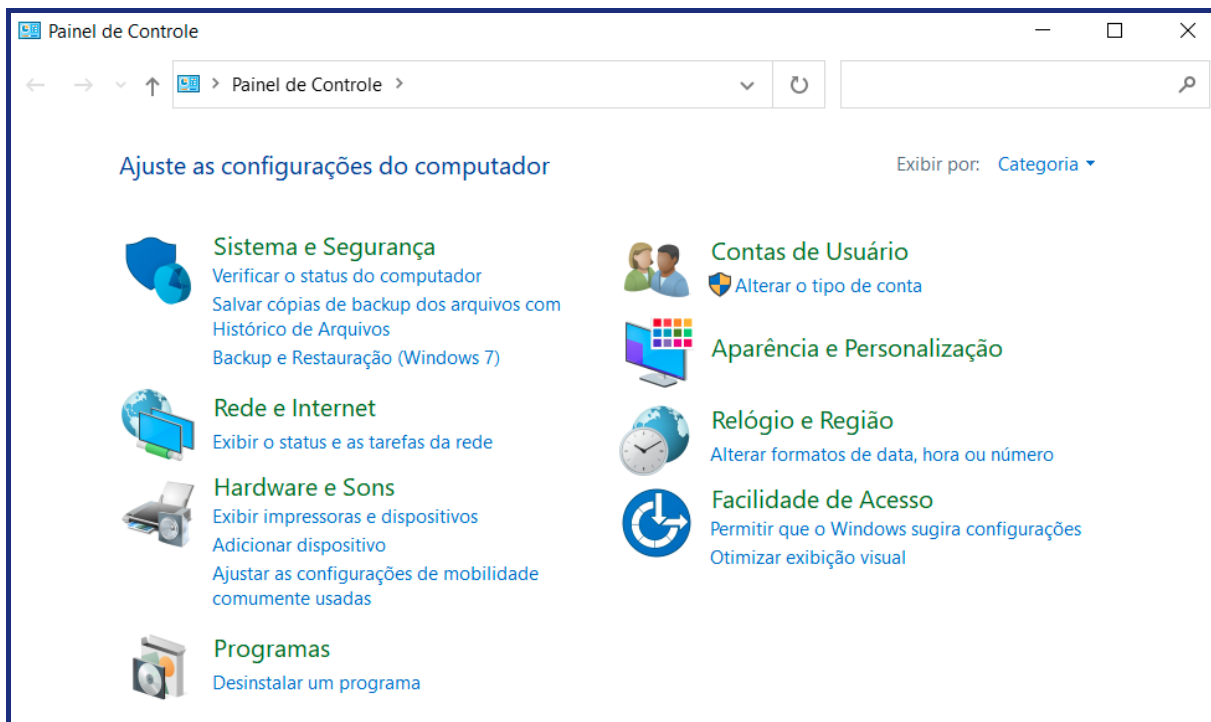 Painel de Controle
Painel de Controle
Ajuste as configurações do computador
Exibir por: Categoria
Sistema e Segurança
Verificar o status do computador
Salvar cópias de backup dos arquivos com
Histórico de Arquivos
Backup e Restauração (Windows 7)
Rede e Internet
Exibir o status e as tarefas da rede
Hardware e Sons
Exibir impressoras e dispositivos
Adicionar dispositivo
Ajustar as configurações de mobilidade
comumente usadas
Programas
Desinstalar um programa
Contas de Usuário
Alterar o tipo de conta
Aparência e Personalização
Relógio e Região
Alterar formatos de data, hora ou número
Facilidade de Acesso
Permitir que o Windows sugira configurações
Otimizar exibição visual